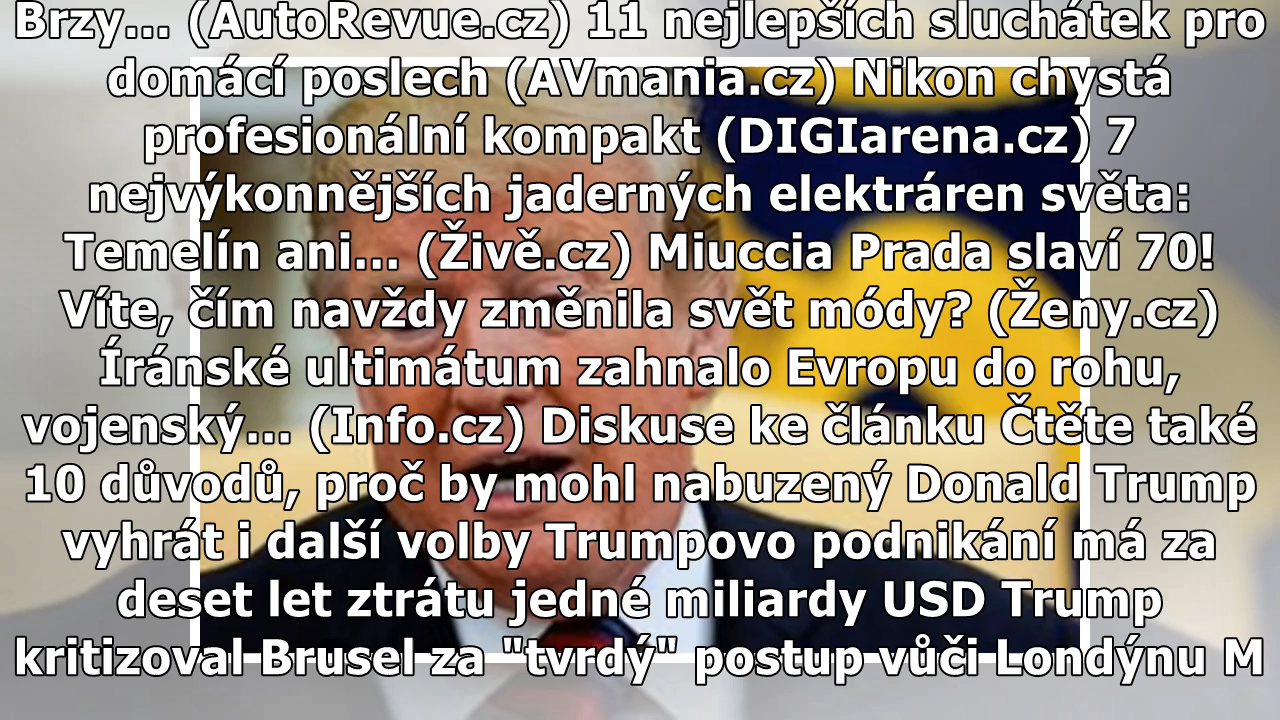 Brzy... (AutoRevue.cz) 11 nejlepších sluchátek pro
domácí poslech (AVmania.cz) Nikon chystá
profesionální kompakt (DIGIarena.cz) 7
nejvýkonnějších jaderných elektráren světa:
Temelín ani... (Živě.cz) Miuccia Prada slaví 70!
Víte, čím navždy změnila svět módy? (Ženy.cz)
Íránské ultimátum zahnalo Evropu do rohu,
vojenský... (Info.cz) Diskuse ke článku Čtěte také
10 důvodů, proč by mohl nabuzený Donald Trump
vyhrát i další volby Trumpovo podnikání má za
deset let ztrátu jedné miliardy USD Trump
kritizoval Brusel za "tvrdý" postup vůči Londýnu M